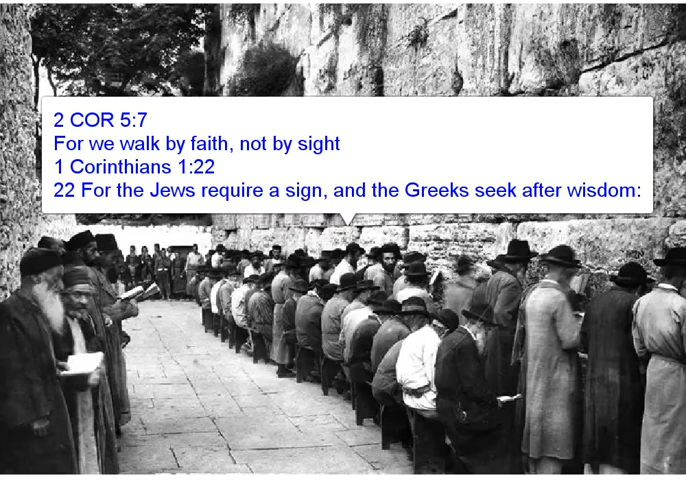 2 COR 5:7
For we walk by faith, not by sight
1 Corinthians 1:22
22 For the Jews require a sign, and the Greeks seek after wisdom: